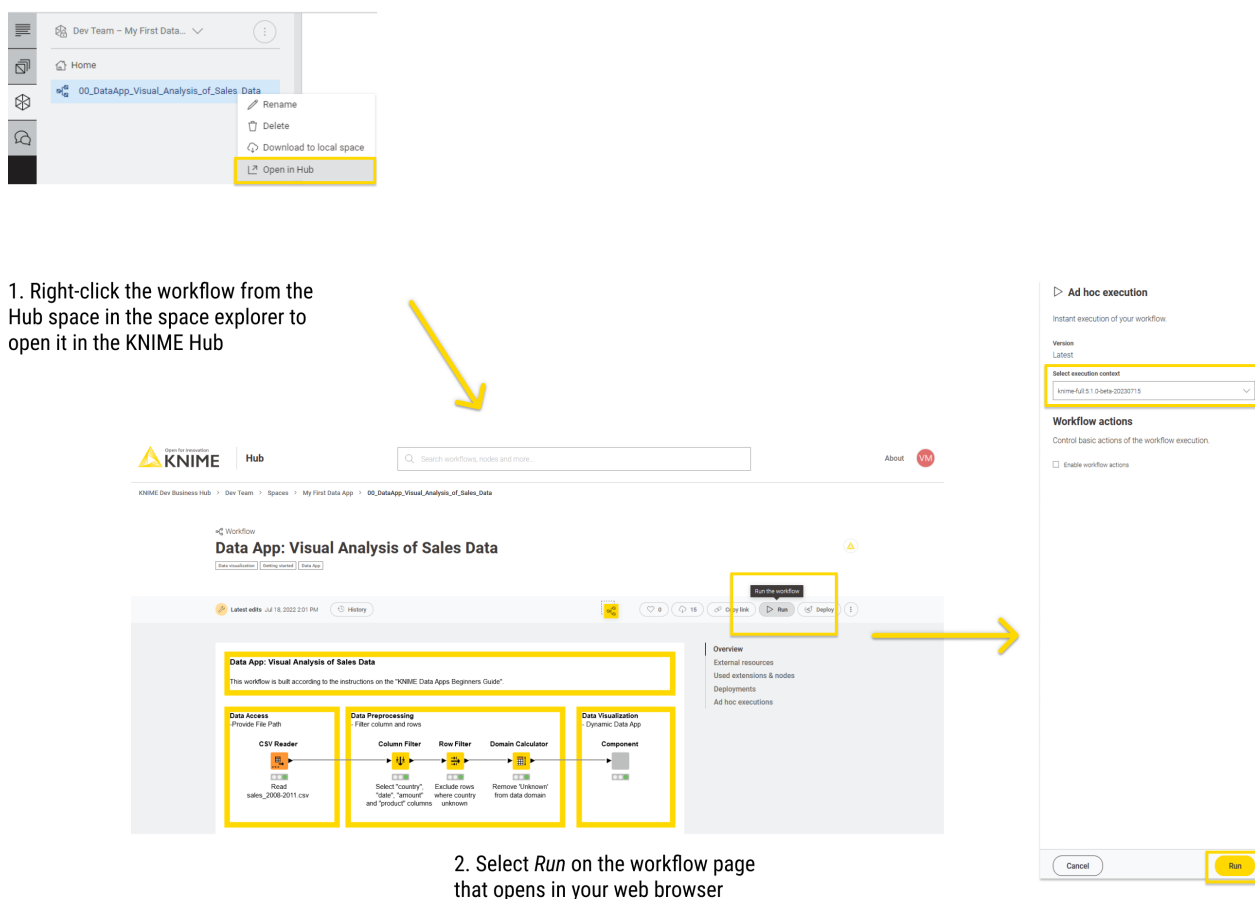 Dev Team – My First Data...
Home
00_DataApp_Visual_Analysis_of_Sales_Data
Rename
Delete
Download to local space
Open in Hub
1. Right-click the workflow from the
Hub space in the space explorer to
open it in the KNIME Hub
Open for Innovation
KNIME
Hub
Search workflows, nodes and more...
About
VM
KNIME Dev Business Hub > Dev Team > Spaces > My First Data App > 00_DataApp_Visual_Analysis_of_Sales_Data
Workflow
Data App: Visual Analysis of Sales Data
Data visualization
Getting started
Data App
Run the workflow
Latest edits Jul 18, 2022 2:01 PM
History
0
15
Copy link
Run
Deploy
Data App: Visual Analysis of Sales Data
This workflow is built according to the instructions on the "KNIME Data Apps Beginners Guide"
Data Access
-Provide File Path
CSV Reader
Read
sales_2008-2011.csv
Data Preprocessing
- Filter column and rows
Column Filter
Select "country",
"date", "amount"
and "product" columns
Row Filter
Exclude rows
where country
unknown
Domain Calculator
Remove 'Unknown'
from data domain
Data Visualization
- Dynamic Data App
Component
Overview
External resources
Used extensions & nodes
Deployments
Ad hoc executions
2. Select Run on the workflow page
that opens in your web browser
Ad hoc execution
Instant execution of your workflow.
Version
Latest
Select execution context
knime-full:5.1.0-beta-20230715
Workflow actions
Control basic actions of the workflow execution.
Enable workflow actions
Cancel
Run